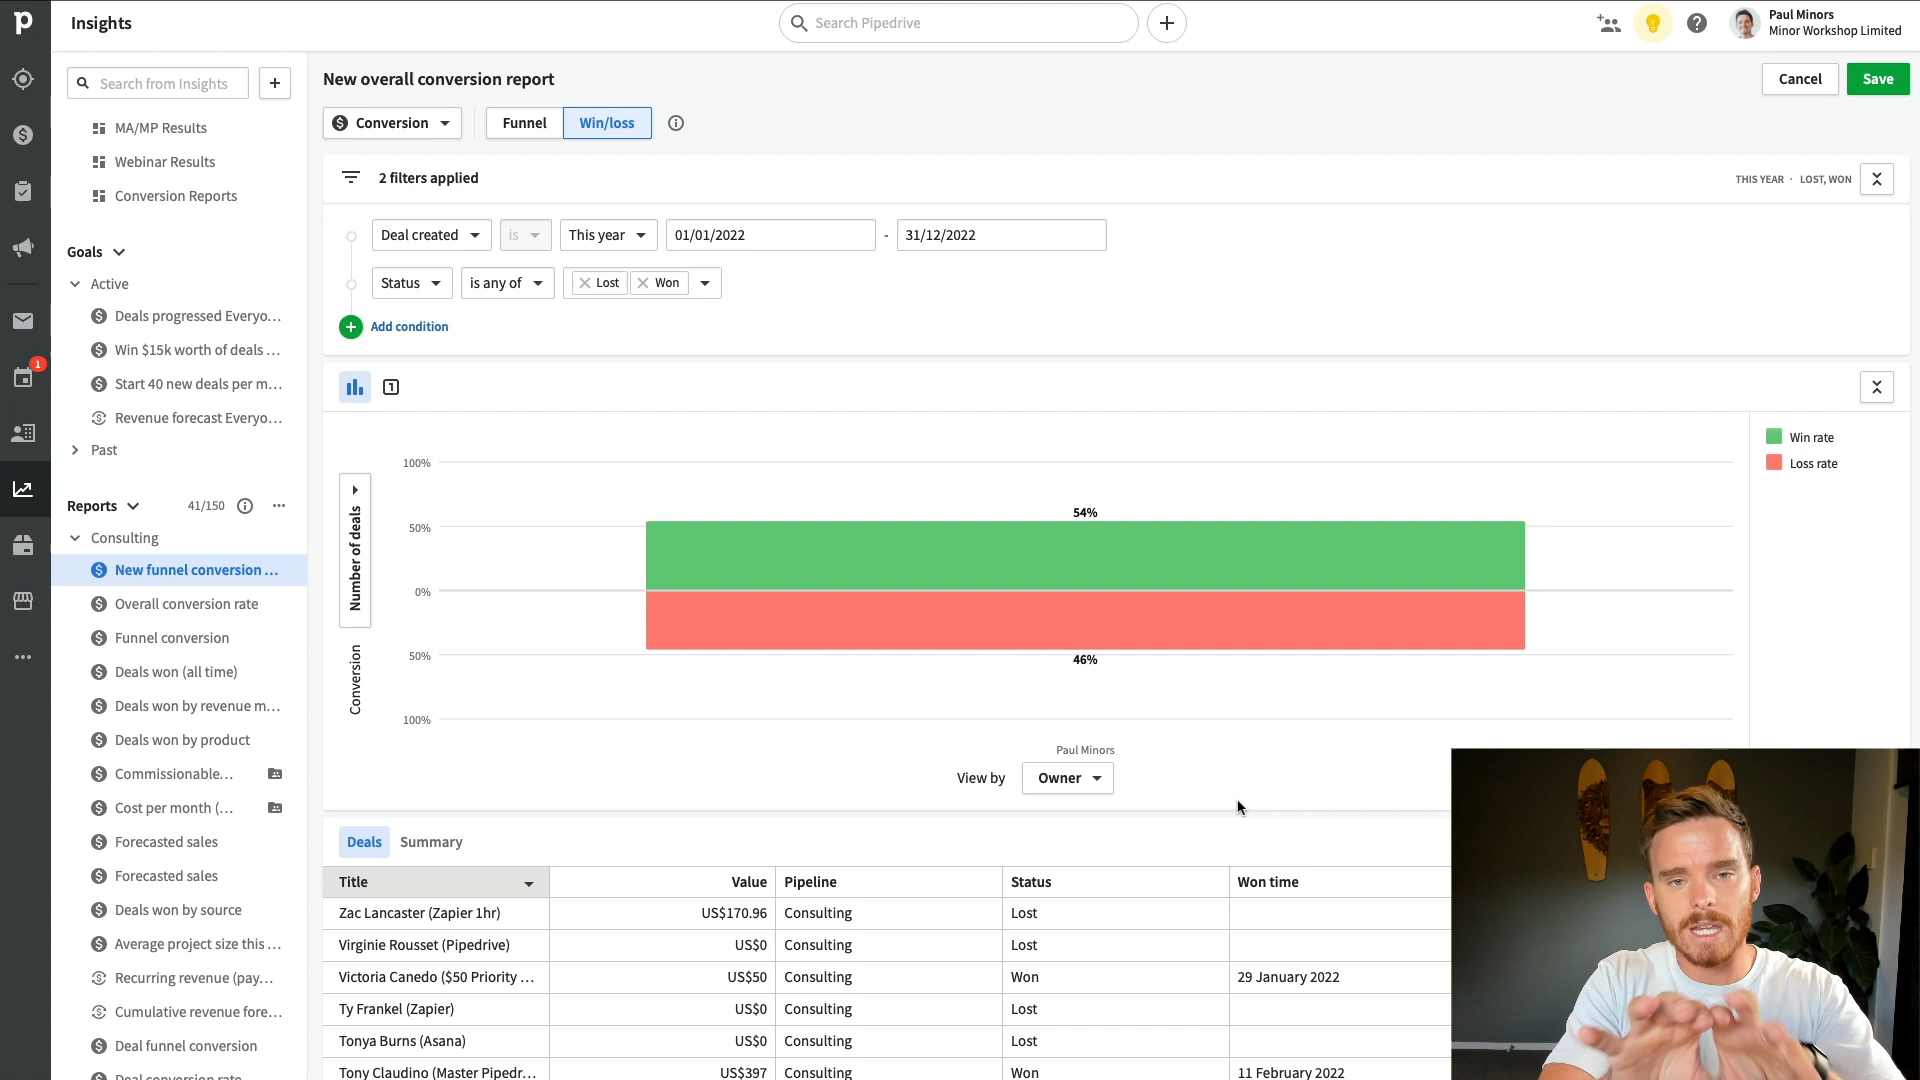 Insights
Search Pipedrive
Paul Minors
Minor Workshop Limited
Search from Insights
MA/MP Results
Webinar Results
Conversion Reports
Goals
Active
Deals progressed Everyo...
Win $15k worth of deals ...
Start 40 new deals per m...
Revenue forecast Everyo...
Past
Reports
41/150
Consulting
New funnel conversion ...
Overall conversion rate
Funnel conversion
Deals won (all time)
Deals won by revenue m...
Deals won by product
Commissionable...
Cost per month (...
Forecasted sales
Forecasted sales
Deals won by source
Average project size this ...
Recurring revenue (pay...
Cumulative revenue fore...
Deal funnel conversion
Deal conversion rate
1
New overall conversion report
Cancel
Save
Conversion
Funnel
Win/loss
2 filters applied
THIS YEAR · LOST, WON
Deal created
is
This year
01/01/2022
-
31/12/2022
Status
is any of
Lost
Won
Add condition
1
Win rate
Loss rate
Number of deals
Conversion
100%
50%
0%
50%
100%
54%
46%
Paul Minors
View by
Owner
Deals
Summary
Title Value Pipeline Status Won time
Zac Lancaster (Zapier 1hr) US$170.96 Consulting Lost
Virginie Rousset (Pipedrive) US$0 Consulting Lost
Victoria Canedo ($50 Priority ... US$50 Consulting Won 29 January 2022
Ty Frankel (Zapier) US$0 Consulting Lost
Tonya Burns (Asana) US$0 Consulting Lost
Tony Claudino (Master Pipedr... US$397 Consulting Won 11 February 2022